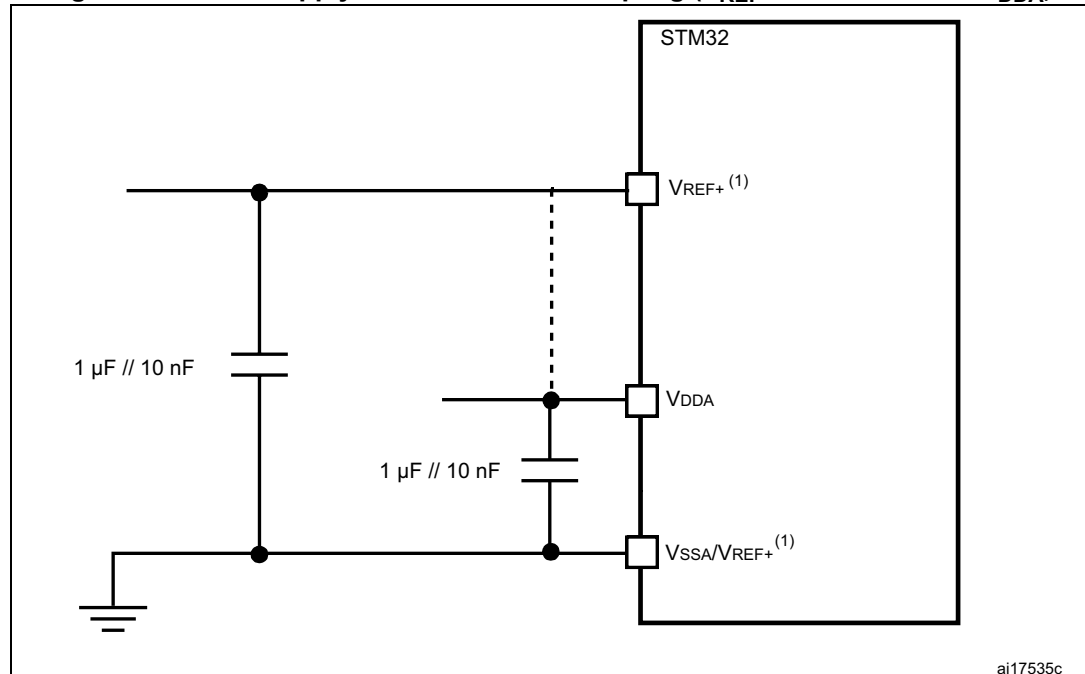 STM32
VREF+ (1)
1 µF // 10 nF
VDDA
1 µF // 10 nF
VSSA/VREF+ (1)
ai17535c